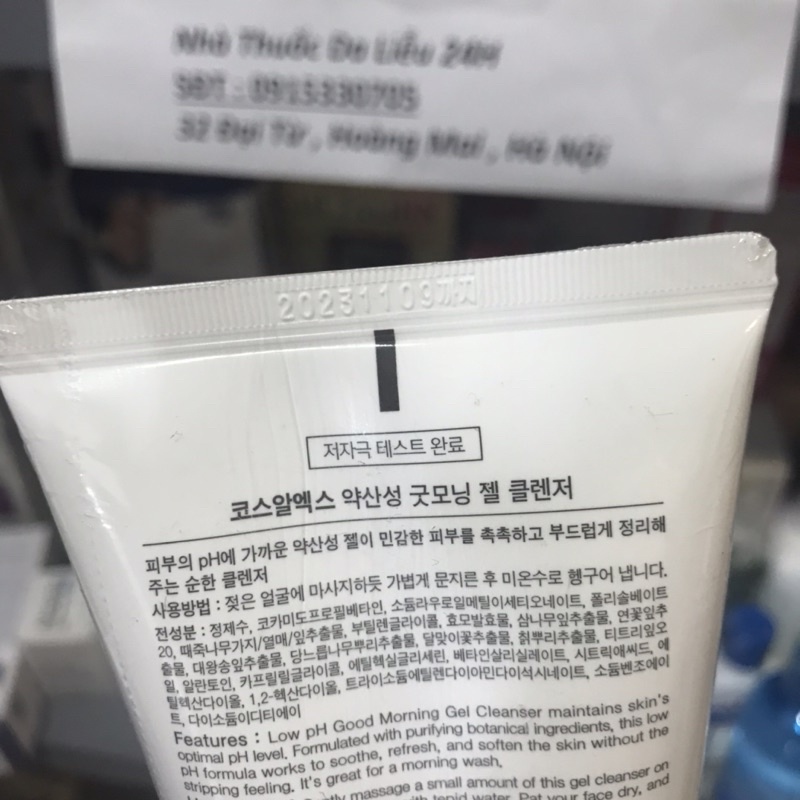 Nhà Thuốc Da Liễu 24H
SĐT : 0915330705
32 Đại Từ , Hoàng Mai , Hà Nội
20231109까지
저자극 테스트 완료
코스알엑스 약산성 굿모닝 젤 클렌저
피부의 pH에 가까운 약산성 젤이 민감한 피부를 촉촉하고 부드럽게 정리해
주는 순한 클렌저
사용방법 : 젖은 얼굴에 마사지하듯 가볍게 문지른 후 미온수로 헹구어 냅니다.
전성분 : 정제수, 코카미도프로필베타인, 소듐라우로일메틸이세티오네이트, 폴리솔베이트
20, 때죽나무가지/열매/잎추출물, 부틸렌글라이콜, 효모발효물, 삼나무잎추출물, 연꽃잎추
출물, 대왕송잎추출물, 당느릅나무뿌리추출물, 달맞이꽃추출물, 칡뿌리추출물, 티트리잎오
일, 알란토인, 카프릴릴글라이콜, 에틸헥실글리세린, 베타인살리실레이트, 시트릭애씨드, 에
틸헥산다이올, 1,2-헥산다이올, 트라이소듐에틸렌다이아민다이석시네이트, 소듐벤조에이
트, 다이소듐이디티에이
Features : Low pH Good Morning Gel Cleanser maintains skin's
optimal pH level. Formulated with purifying botanical ingredients, this low
pH formula works to soothe, refresh, and soften the skin without the
stripping feeling. It's great for a morning wash.
massage a small amount of this gel cleanser on
with tepid water. Pat your face dry, and